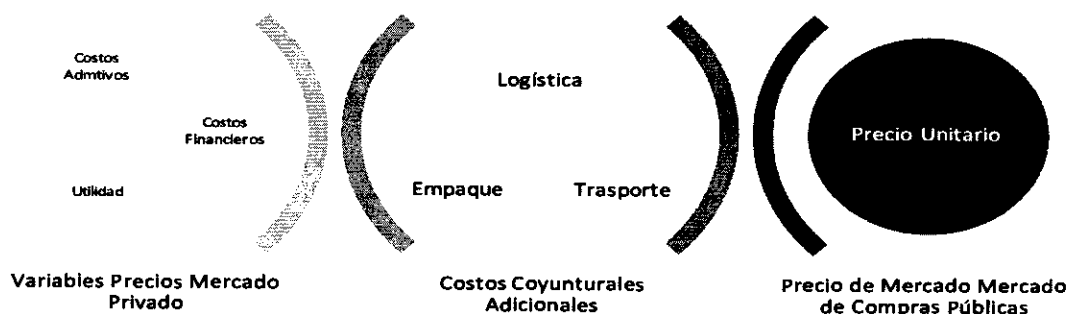 Costos
Admtivos
Costos
Financieros
Utilidad
Variables Precios Mercado
Privado
Logística
Empaque
Trasporte
Costos Coyunturales
Adicionales
Precio Unitario
Precio de Mercado Mercado
de Compras Públicas